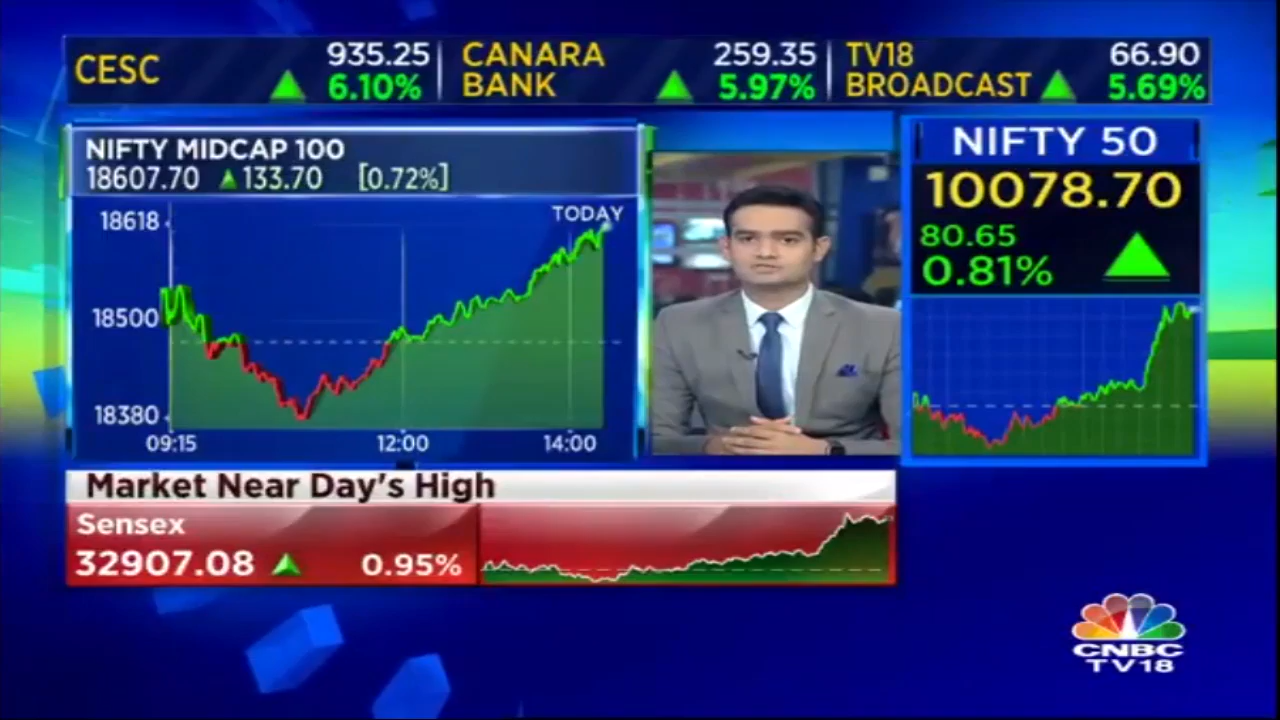 CESC
935.25
6.10%
CANARA BANK
259.35
5.97%
TV18 BROADCAST
66.90
5.69%
NIFTY MIDCAP 100
18607.70 133.70 [0.72%]
TODAY
18618
18500
18380
09:15 12:00 14:00
NIFTY 50
10078.70
80.65
0.81%
Market Near Day's High
Sensex
32907.08 0.95%
CNBC
TV18